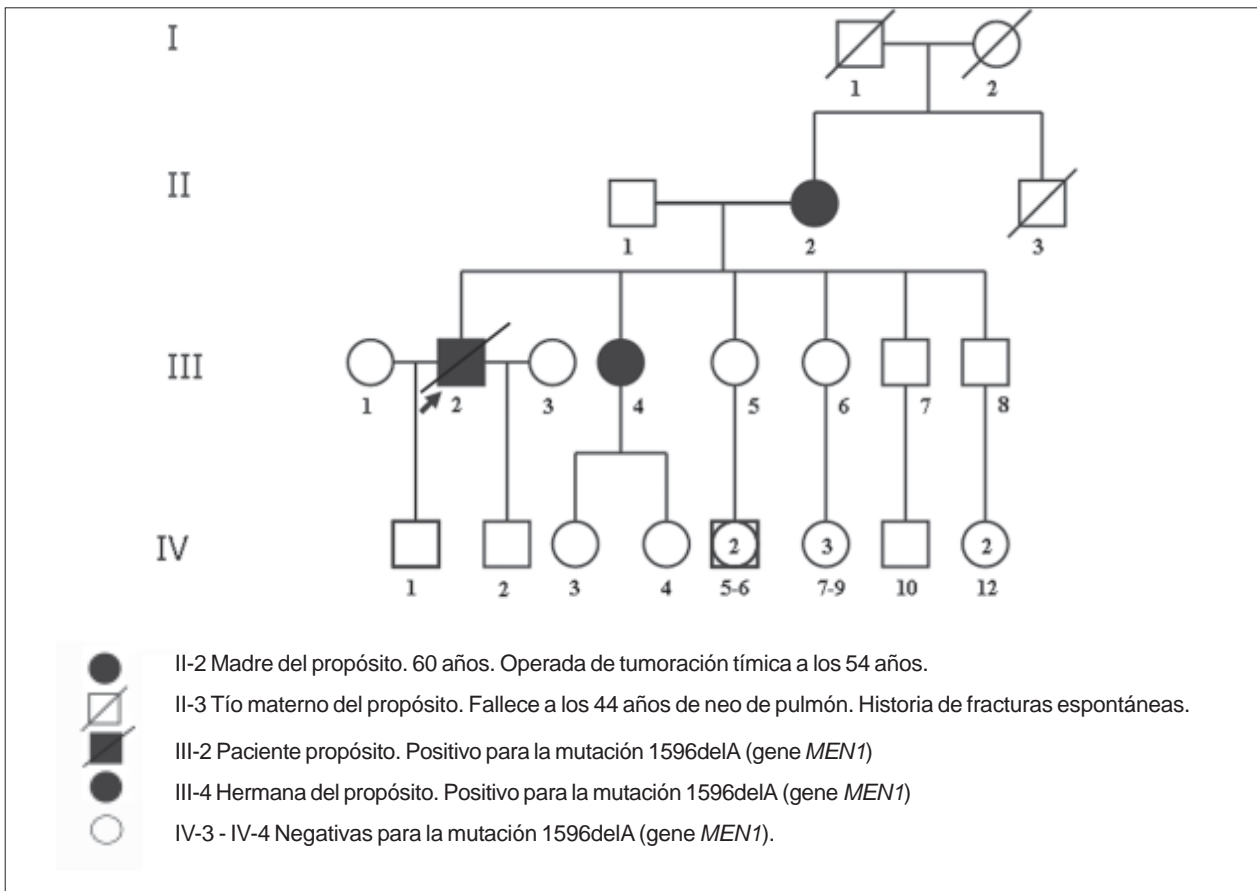 I
1 2
II
1 2 3
III
1 2 3 4 5 6 7 8
2 3 2
IV
1 2 3 4 5-6 7-9 10 12
II-2 Madre del propósito. 60 años. Operada de tumoración tímica a los 54 años.
II-3 Tío materno del propósito. Fallece a los 44 años de neo de pulmón. Historia de fracturas espontáneas.
III-2 Paciente propósito. Positivo para la mutación 1596delA (gene MEN1)
III-4 Hermana del propósito. Positivo para la mutación 1596delA (gene MEN1)
IV-3 - IV-4 Negativas para la mutación 1596delA (gene MEN1).